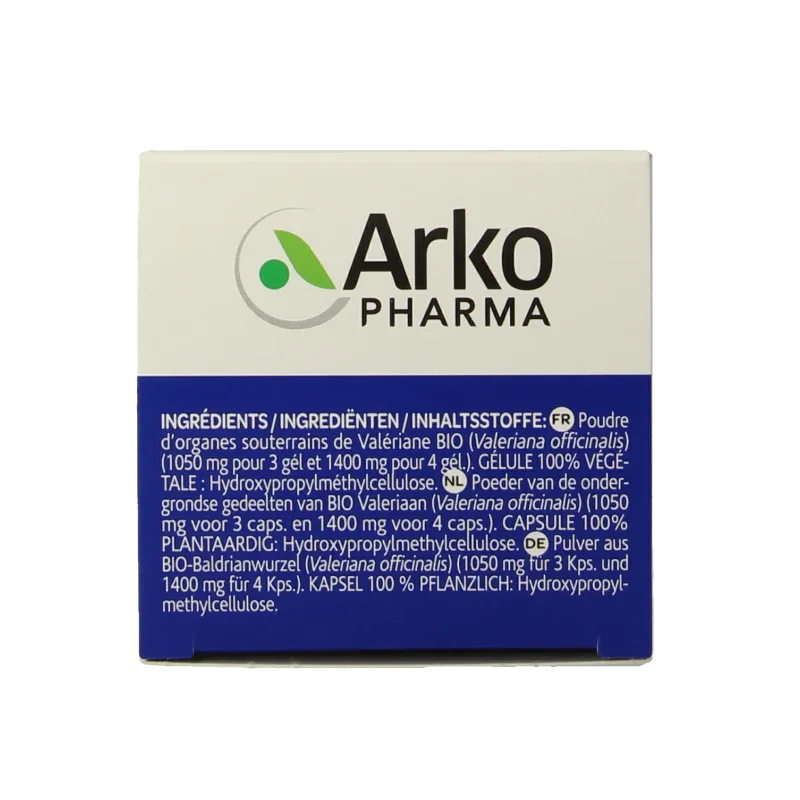 Arko
PHARMA
INGRÉDIENTS / INGREDIËNTEN / INHALTSSTOFFE: FR Poudre
d'organes souterrains de Valériane BIO (Valeriana officinalis)
(1050 mg pour 3 gél et 1400 mg pour 4 gél.). GÉLULE 100% VÉGÉ-
TALE : Hydroxypropylméthylcellulose. NL Poeder van de onder-
grondse gedeelten van BIO Valeriaan (Valeriana officinalis) (1050
mg voor 3 caps. en 1400 mg voor 4 caps.). CAPSULE 100%
PLANTAARDIG: Hydroxypropylmethylcellulose. DE Pulver aus
BIO-Baldrianwurzel (Valeriana officinalis) (1050 mg für 3 Kps. und
1400 mg für 4 Kps.). KAPSEL 100 % PFLANZLICH: Hydroxypropyl-
methylcellulose.